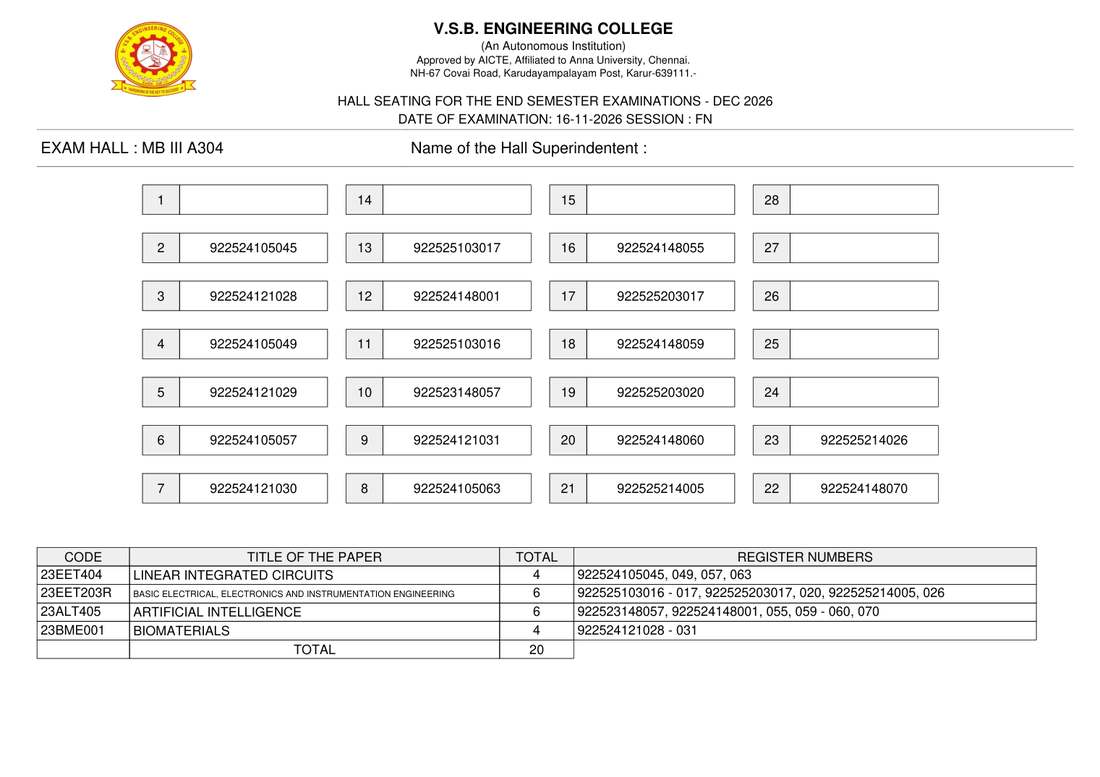 V.S.B. ENGINEERING COLLEGE
(An Autonomous Institution)
Approved by AICTE, Affiliated to Anna University, Chennai.
NH-67 Covai Road, Karudayampalayam Post, Karur-639111.-
HALL SEATING FOR THE END SEMESTER EXAMINATIONS - DEC 2026
DATE OF EXAMINATION: 16-11-2026 SESSION : FN
EXAM HALL : MB III A304 Name of the Hall Superindentent :
1 14 15 28
2 922524105045 13 922525103017 16 922524148055 27
3 922524121028 12 922524148001 17 922525203017 26
4 922524105049 11 922525103016 18 922524148059 25
5 922524121029 10 922523148057 19 922525203020 24
6 922524105057 9 922524121031 20 922524148060 23 922525214026
7 922524121030 8 922524105063 21 922525214005 22 922524148070
CODE TITLE OF THE PAPER TOTAL REGISTER NUMBERS
23EET404 LINEAR INTEGRATED CIRCUITS 4 922524105045, 049, 057, 063
23EET203R BASIC ELECTRICAL, ELECTRONICS AND INSTRUMENTATION ENGINEERING 6 922525103016 - 017, 922525203017, 020, 922525214005, 026
23ALT405 ARTIFICIAL INTELLIGENCE 6 922523148057, 922524148001, 055, 059 - 060, 070
23BME001 BIOMATERIALS 4 922524121028 - 031
TOTAL 20